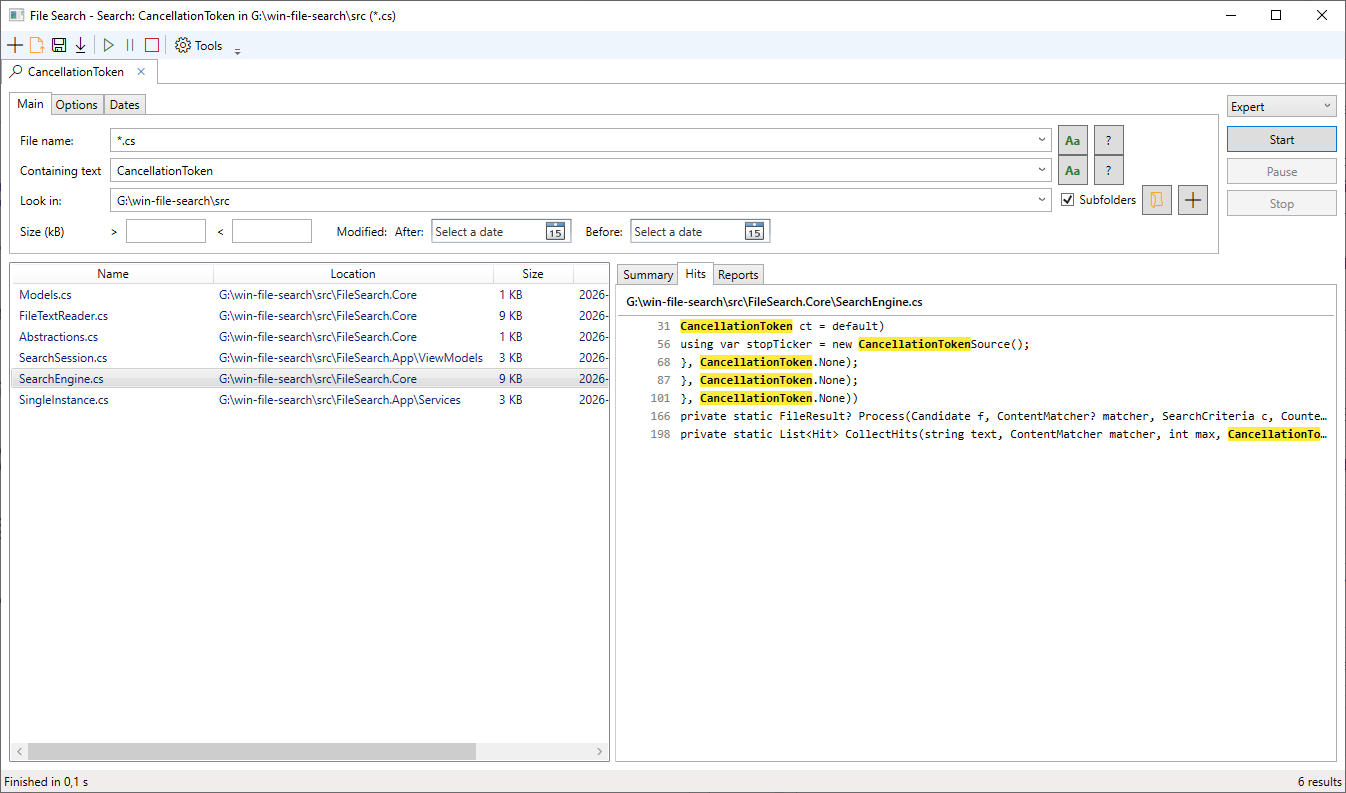 File Search - Search: CancellationToken in G:\win-file-search\src (*.cs)
Tools
CancellationToken
Main Options Dates
Expert
File name: *.cs Aa ?
Start
Containing text CancellationToken Aa ?
Pause
Look in: G:\win-file-search\src Subfolders
Stop
Size (kB) > < Modified: After: Select a date 15 Before: Select a date 15
Name Location Size
Models.cs G:\win-file-search\src\FileSearch.Core 1 KB 2026-
FileTextReader.cs G:\win-file-search\src\FileSearch.Core 9 KB 2026-
Abstractions.cs G:\win-file-search\src\FileSearch.Core 1 KB 2026-
SearchSession.cs G:\win-file-search\src\FileSearch.App\ViewModels 3 KB 2026-
SearchEngine.cs G:\win-file-search\src\FileSearch.Core 9 KB 2026-
SingleInstance.cs G:\win-file-search\src\FileSearch.App\Services 3 KB 2026-
Summary Hits Reports
G:\win-file-search\src\FileSearch.Core\SearchEngine.cs
31 CancellationToken ct = default)
56 using var stopTicker = new CancellationTokenSource();
68 }, CancellationToken.None);
87 }, CancellationToken.None);
101 }, CancellationToken.None))
166 private static FileResult? Process(Candidate f, ContentMatcher? matcher, SearchCriteria c, Counte…
198 private static List<Hit> CollectHits(string text, ContentMatcher matcher, int max, CancellationTo…
Finished in 0,1 s
6 results